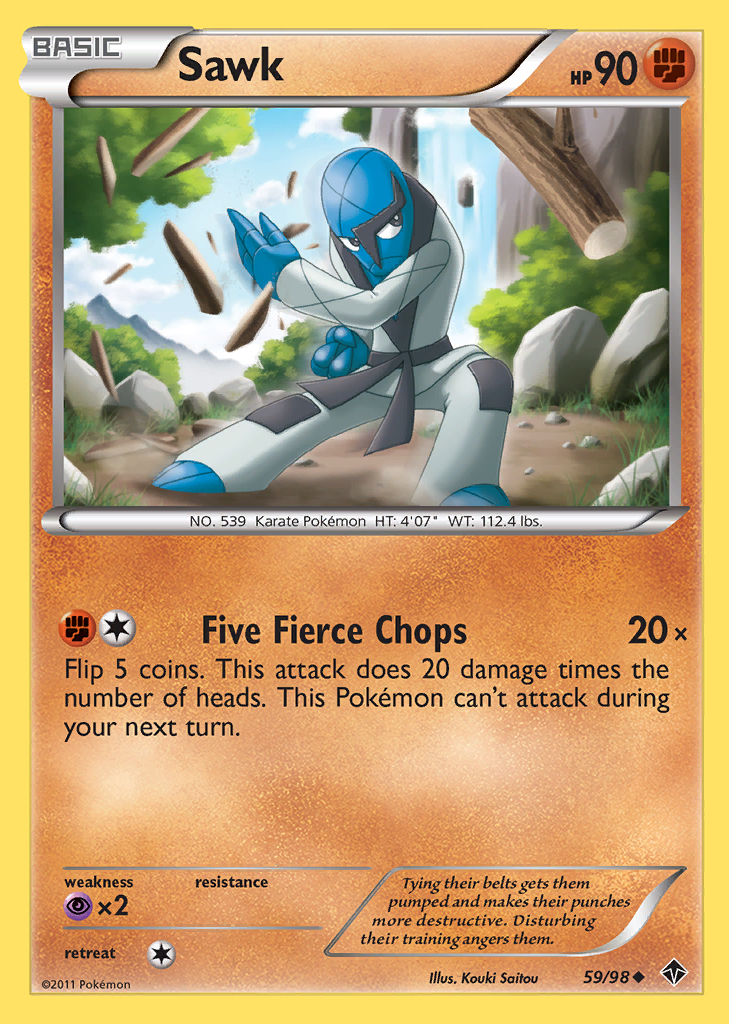 BASIC
Sawk
HP 90
NO. 539 Karate Pokémon HT: 4'07" WT: 112.4 lbs.
Five Fierce Chops 20×
Flip 5 coins. This attack does 20 damage times the
number of heads. This Pokémon can't attack during
your next turn.
weakness resistance
×2
Tying their belts gets them
pumped and makes their punches
more destructive. Disturbing
their training angers them.
retreat
©2011 Pokémon
Illus. Kouki Saitou 59/98